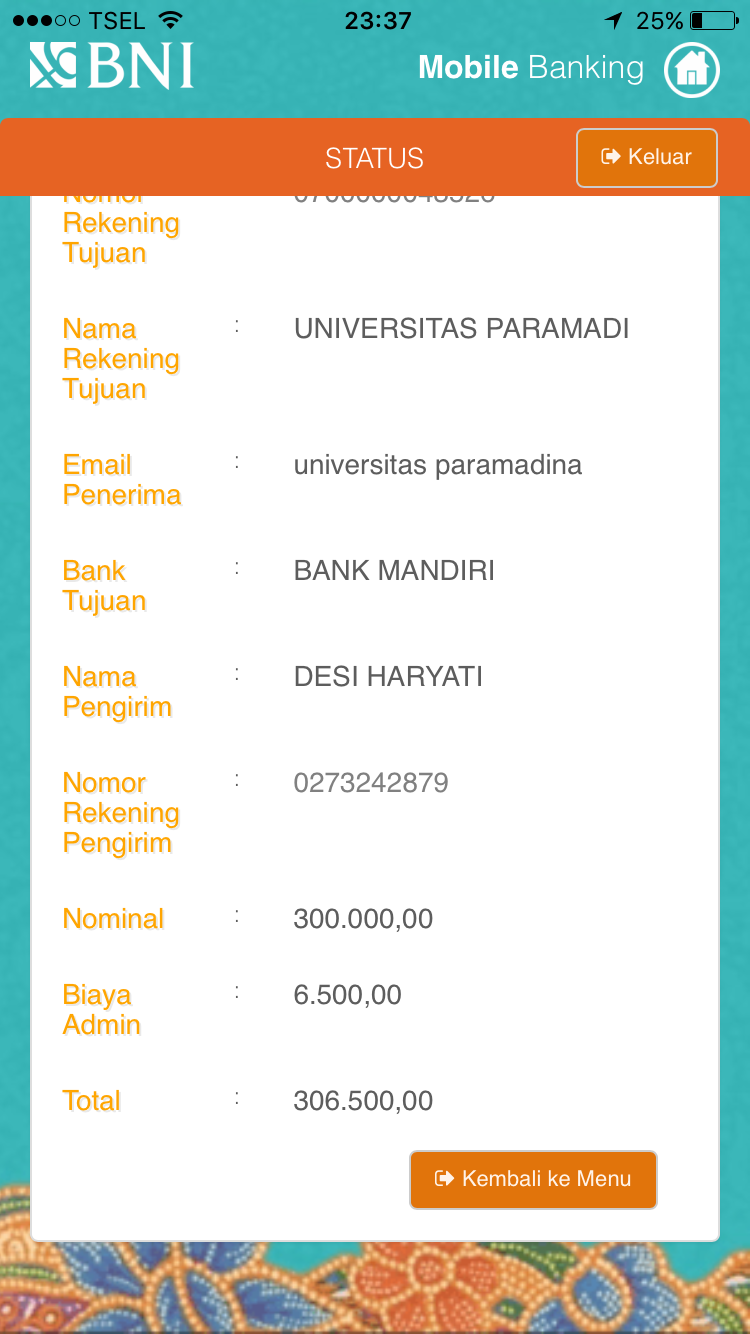 TSEL 23:37 25%
BNI Mobile Banking
STATUS Keluar
Nomor
Rekening
Tujuan
Nama : UNIVERSITAS PARAMADI
Rekening
Tujuan
Email : universitas paramadina
Penerima
Bank : BANK MANDIRI
Tujuan
Nama : DESI HARYATI
Pengirim
Nomor : 0273242879
Rekening
Pengirim
Nominal : 300.000,00
Biaya : 6.500,00
Admin
Total : 306.500,00
Kembali ke Menu